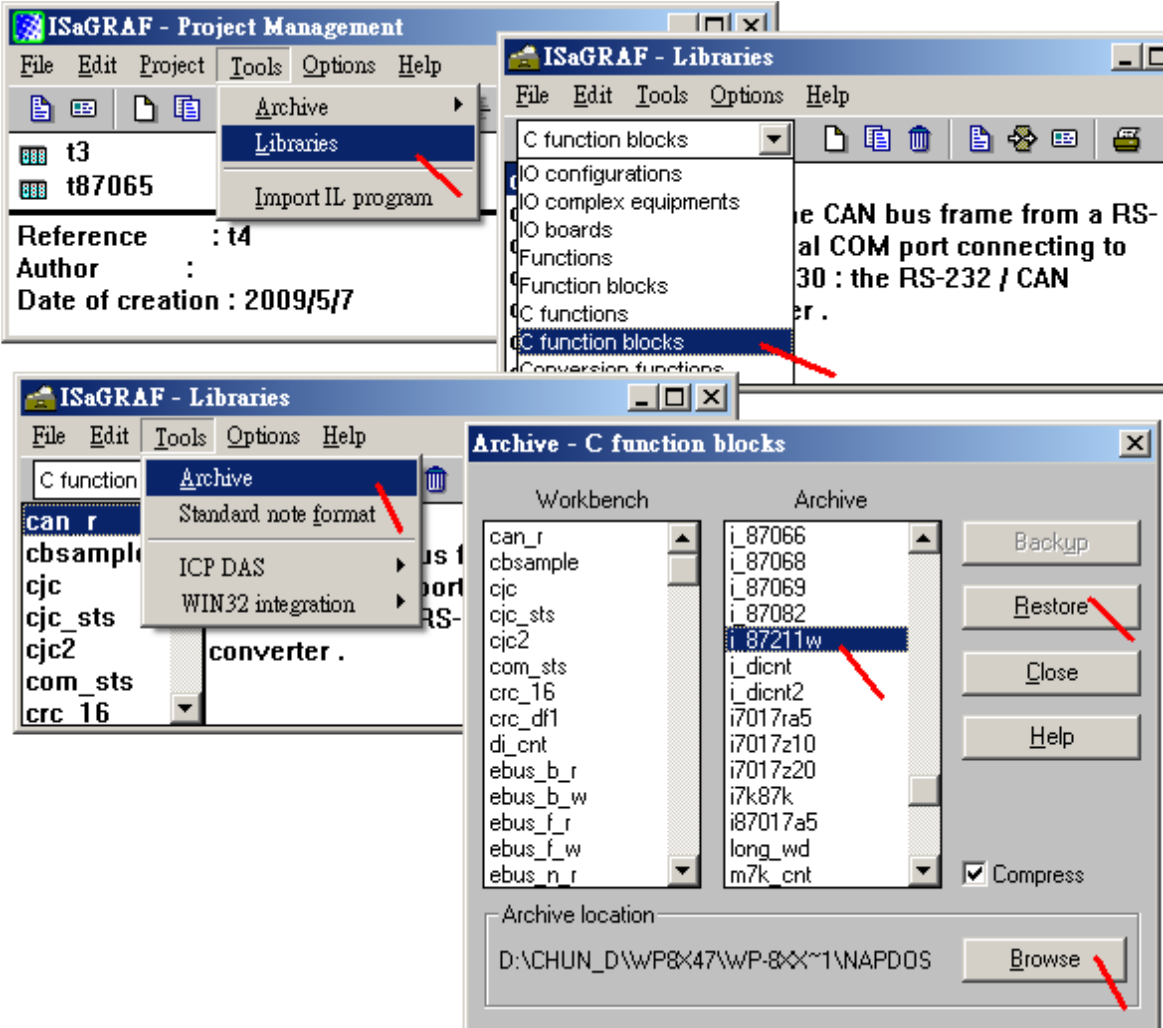 ISaGRAF - Project Management
File Edit Project Tools Options Help
Archive
Libraries
Import IL program
t3
t87065
Reference : t4
Author :
Date of creation : 2009/5/7
ISaGRAF - Libraries
File Edit Tools Options Help
C function blocks
IO configurations
IO complex equipments
IO boards
Functions
Function blocks
C functions
C function blocks
Conversion functions
e CAN bus frame from a RS-
al COM port connecting to
30 : the RS-232 / CAN
er .
ISaGRAF - Libraries
File Edit Tools Options Help
C function
Archive
Standard note format
ICP DAS
WIN32 integration
can_r
cbsampl
cjc
cjc_sts
cjc2
com_sts
crc_16
us f
port
RS-
converter .
Archive - C function blocks
Workbench
can_r
cbsample
cjc
cjc_sts
cjc2
com_sts
crc_16
crc_df1
di_cnt
ebus_b_r
ebus_b_w
ebus_f_r
ebus_f_w
ebus_n_r
Archive
i_87066
i_87068
i_87069
i_87082
i_87211w
i_dicnt
i_dicnt2
i7017ra5
i7017z10
i7017z20
i7k87k
i87017a5
long_wd
m7k_cnt
Backup
Restore
Close
Help
Compress
Archive location
D:\CHUN_D\WP8X47\WP-8XX~1\NAPDOS
Browse